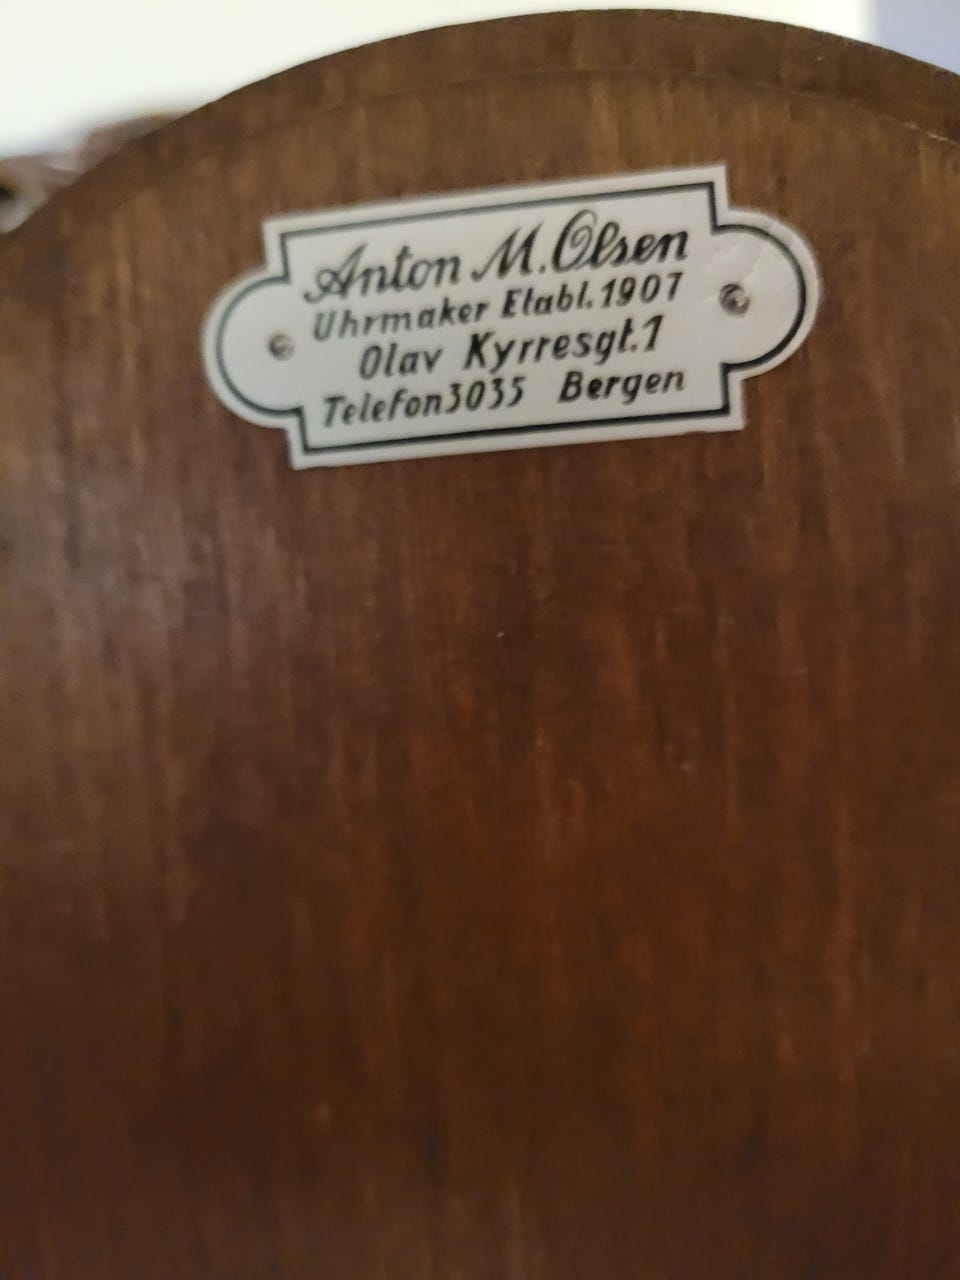 Anton M. Olsen
Uhrmaker Etabl. 1907
Olav Kyrresgt. 1
Telefon 3035 Bergen